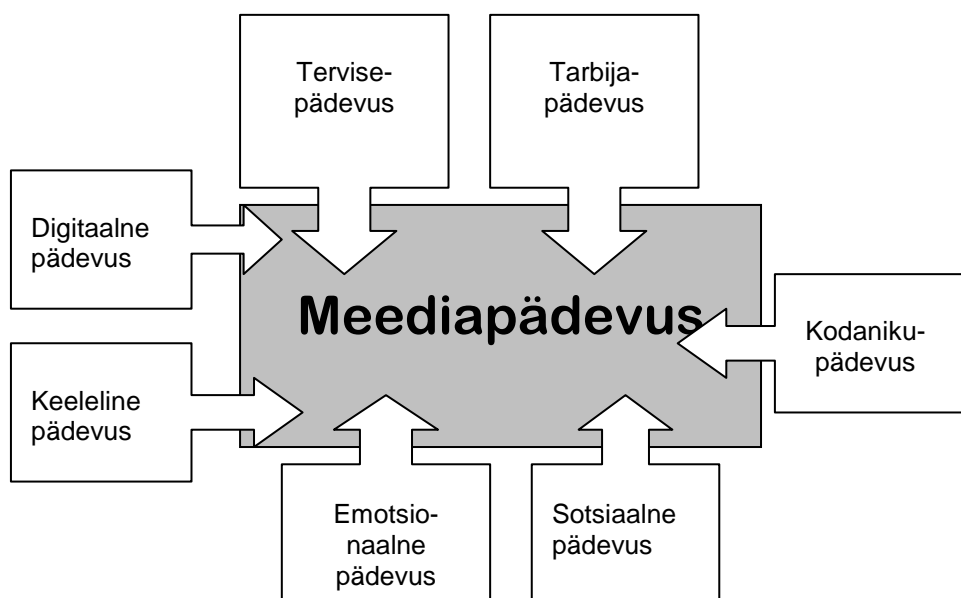 Tervise-
pädevus
Tarbija-
pädevus
Digitaalne
pädevus
Meediapädevus
Kodaniku-
pädevus
Keeleline
pädevus
Emotsio-
naalne
pädevus
Sotsiaalne
pädevus